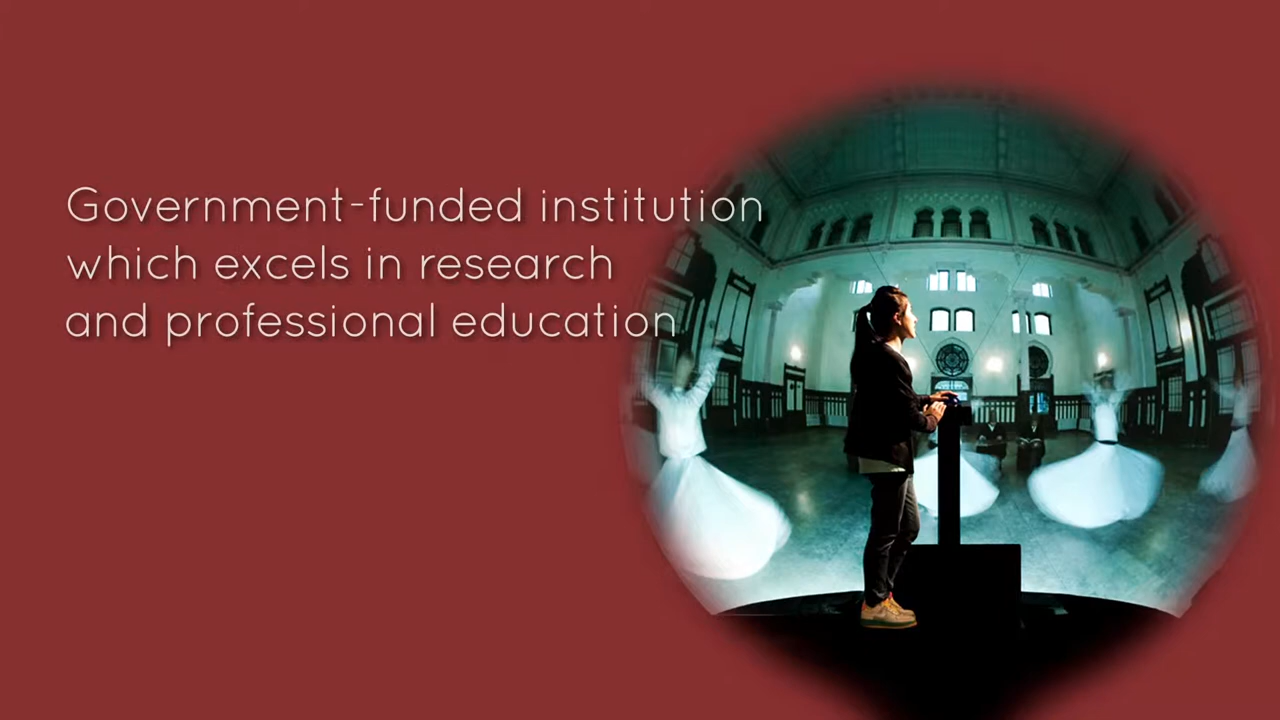 Government-funded institution
which excels in research
and professional education